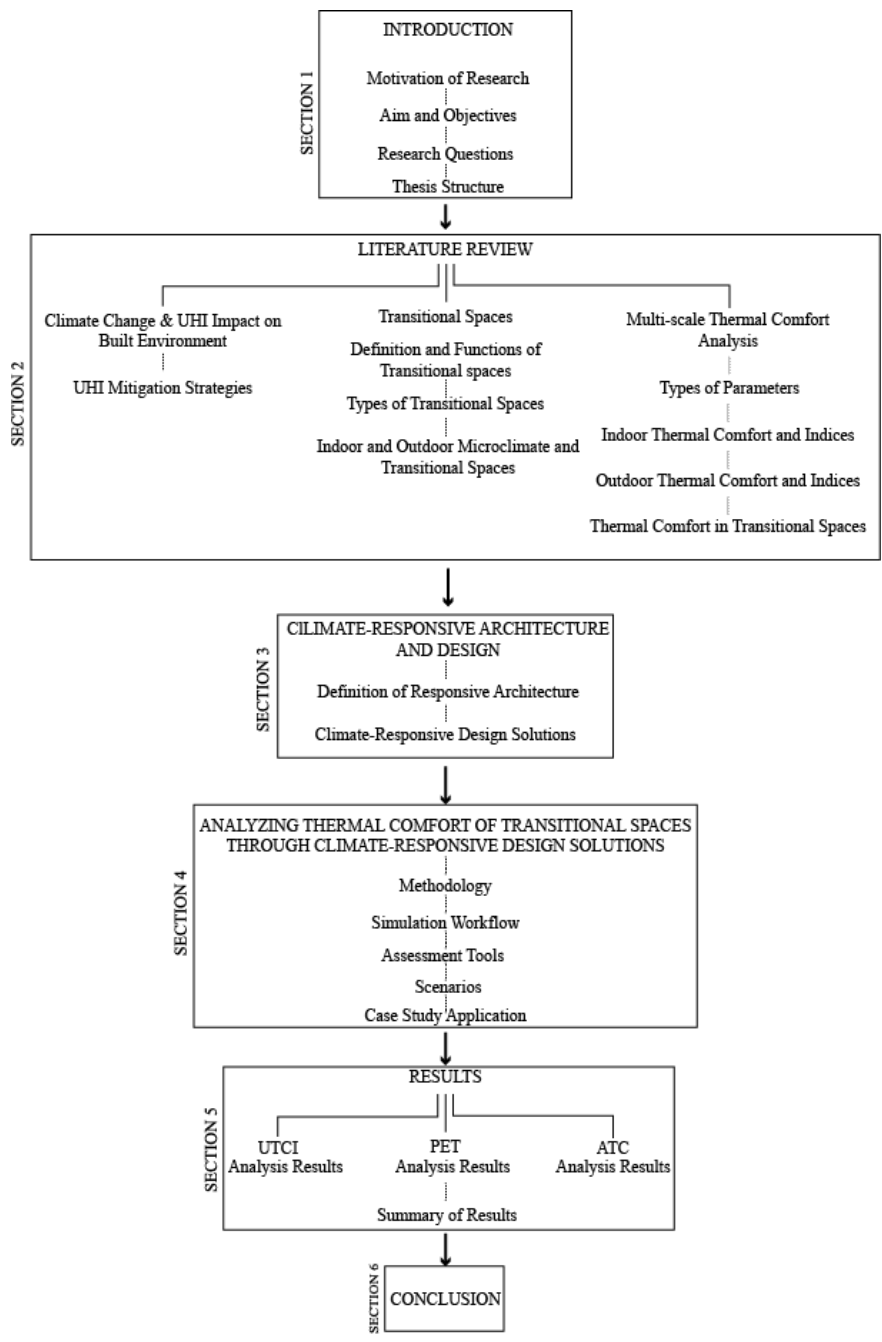 SECTION 1
INTRODUCTION
Motivation of Research
Aim and Objectives
Research Questions
Thesis Structure
SECTION 2
LITERATURE REVIEW
Climate Change & UHI Impact on
Built Environment
UHI Mitigation Strategies
Transitional Spaces
Definition and Functions of
Transitional spaces
Types of Transitional Spaces
Indoor and Outdoor Microclimate and
Transitional Spaces
Multi-scale Thermal Comfort
Analysis
Types of Parameters
Indoor Thermal Comfort and Indices
Outdoor Thermal Comfort and Indices
Thermal Comfort in Transitional Spaces
SECTION 3
ClLIMATE-RESPONSIVE ARCHITECTURE
AND DESIGN
Definition of Responsive Architecture
Climate-Responsive Design Solutions
SECTION 4
ANALYZING THERMAL COMFORT OF TRANSITIONAL SPACES
THROUGH CLIMATE-RESPONSIVE DESIGN SOLUTIONS
Methodology
Simulation Workflow
Assessment Tools
Scenarios
Case Study Application
SECTION 5
RESULTS
UTCI
Analysis Results
PET
Analysis Results
ATC
Analysis Results
Summary of Results
SECTION 6
CONCLUSION